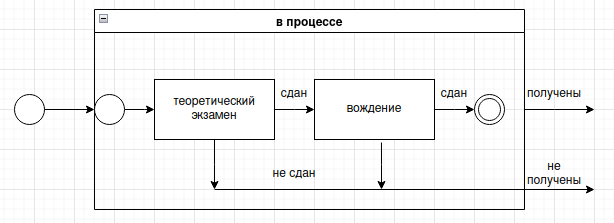 в процессе
теоретический
экзамен
сдан
вождение
сдан
получены
не сдан
не
получены